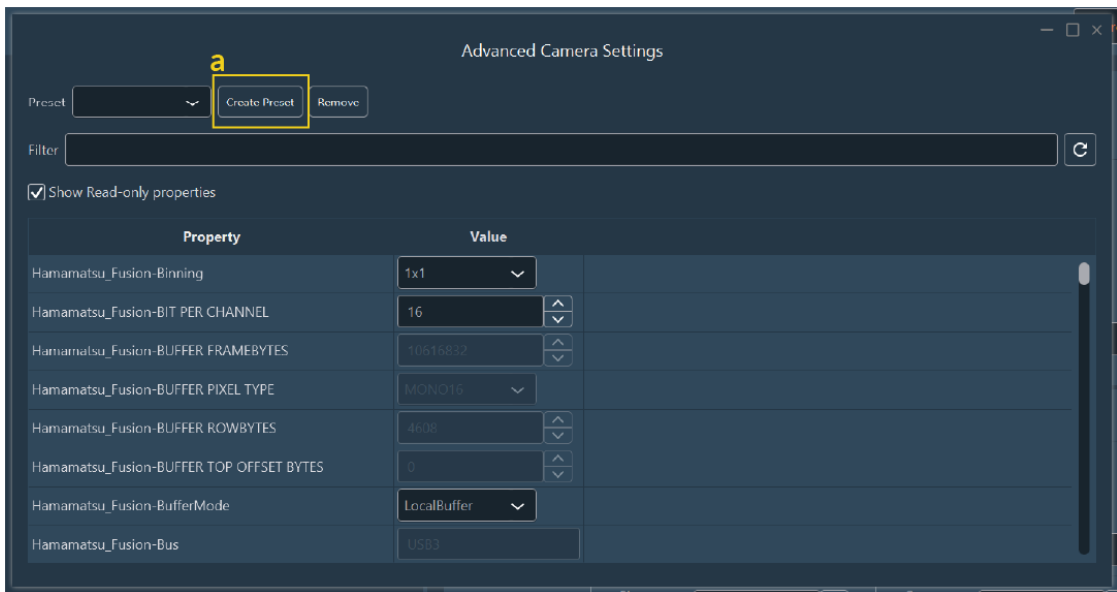 Advanced Camera Settings
a
Preset Create Preset Remove
Filter
Show Read-only properties
Property Value
Hamamatsu_Fusion-Binning 1x1
Hamamatsu_Fusion-BIT PER CHANNEL 16
Hamamatsu_Fusion-BUFFER FRAMEBYTES 10616832
Hamamatsu_Fusion-BUFFER PIXEL TYPE MONO16
Hamamatsu_Fusion-BUFFER ROWBYTES 4608
Hamamatsu_Fusion-BUFFER TOP OFFSET BYTES 0
Hamamatsu_Fusion-BufferMode LocalBuffer
Hamamatsu_Fusion-Bus USB3